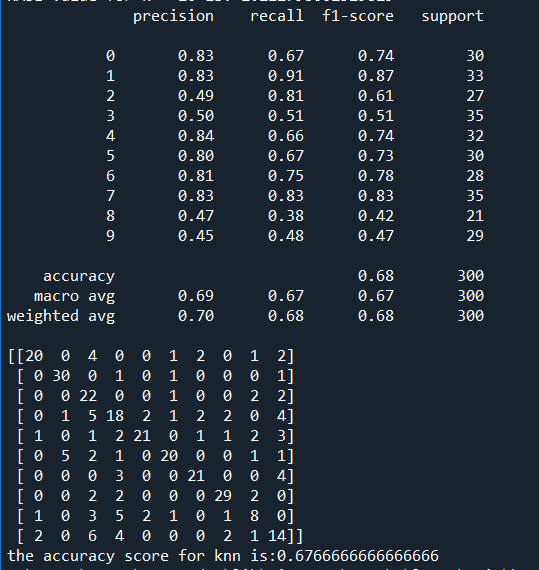 precision recall f1-score support
0 0.83 0.67 0.74 30
1 0.83 0.91 0.87 33
2 0.49 0.81 0.61 27
3 0.50 0.51 0.51 35
4 0.84 0.66 0.74 32
5 0.80 0.67 0.73 30
6 0.81 0.75 0.78 28
7 0.83 0.83 0.83 35
8 0.47 0.38 0.42 21
9 0.45 0.48 0.47 29
accuracy 0.68 300
macro avg 0.69 0.67 0.67 300
weighted avg 0.70 0.68 0.68 300
[[20 0 4 0 0 1 2 0 1 2]
[ 0 30 0 1 0 1 0 0 0 1]
[ 0 0 22 0 0 1 0 0 2 2]
[ 0 1 5 18 2 1 2 2 0 4]
[ 1 0 1 2 21 0 1 1 2 3]
[ 0 5 2 1 0 20 0 0 1 1]
[ 0 0 0 3 0 0 21 0 0 4]
[ 0 0 2 2 0 0 0 29 2 0]
[ 1 0 3 5 2 1 0 1 8 0]
[ 2 0 6 4 0 0 0 2 1 14]]
the accuracy score for knn is:0.6766666666666666